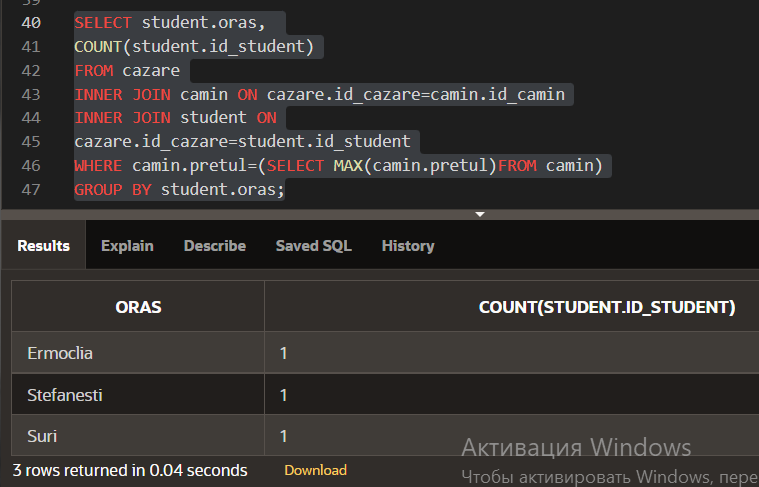 40 SELECT student.oras,
41 COUNT(student.id_student)
42 FROM cazare
43 INNER JOIN camin ON cazare.id_cazare=camin.id_camin
44 INNER JOIN student ON
45 cazare.id_cazare=student.id_student
46 WHERE camin.pretul=(SELECT MAX(camin.pretul)FROM camin)
47 GROUP BY student.oras;
Results Explain Describe Saved SQL History
ORAS COUNT(STUDENT.ID_STUDENT)
Ermoclia 1
Stefanesti 1
Suri 1
Активация Windows
3 rows returned in 0.04 seconds Download
Чтобы активировать Windows, пере